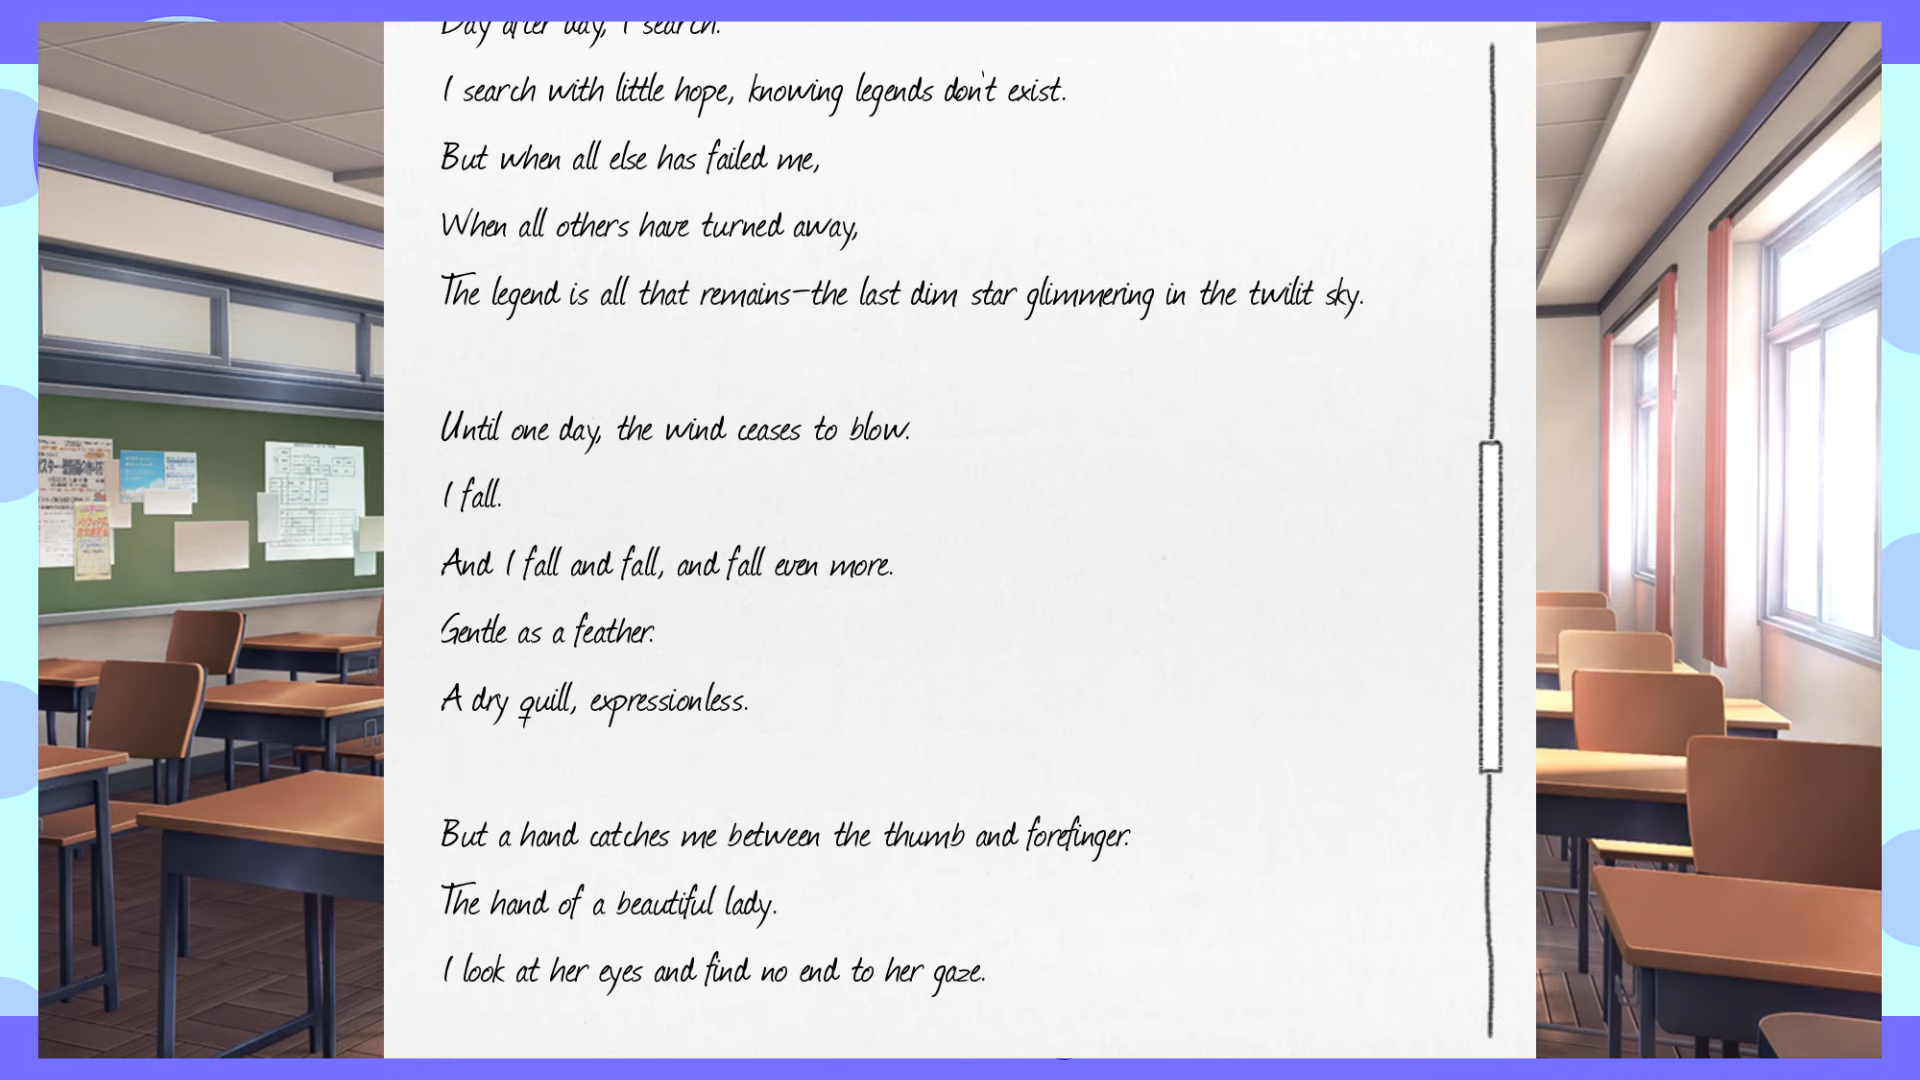 Day after day, I search.
I search with little hope, knowing legends don't exist.
But when all else has failed me,
When all others have turned away,
The legend is all that remains—the last dim star glimmering in the twilit sky.
Until one day, the wind ceases to blow.
I fall.
And I fall and fall, and fall even more.
Gentle as a feather.
A dry quill, expressionless.
But a hand catches me between the thumb and forefinger.
The hand of a beautiful lady.
I look at her eyes and find no end to her gaze.